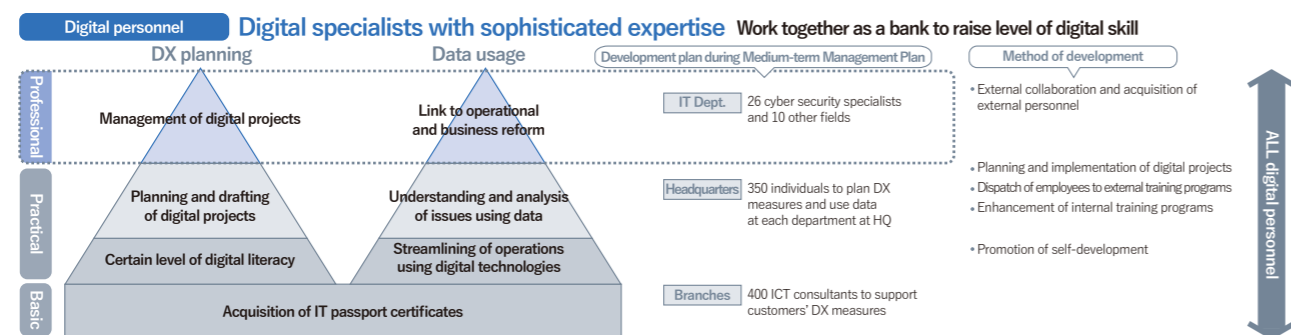 Digital personnel
Digital specialists with sophisticated expertise
Work together as a bank to raise level of digital skill
DX planning
Data usage
Development plan during Medium-term Management Plan
Method of development
Professional
Management of digital projects
Link to operational
and business reform
IT Dept.
26 cyber security specialists
and 10 other fields
• External collaboration and acquisition of
external personnel
Practical
Planning and drafting
of digital projects
Understanding and analysis
of issues using data
Headquarters
350 individuals to plan DX
measures and use data
at each department at HQ
• Planning and implementation of digital projects
• Dispatch of employees to external training programs
• Enhancement of internal training programs
Certain level of digital literacy
Streamlining of operations
using digital technologies
• Promotion of self-development
Basic
Acquisition of IT passport certificates
Branches
400 ICT consultants to support
customers' DX measures
ALL digital personnel